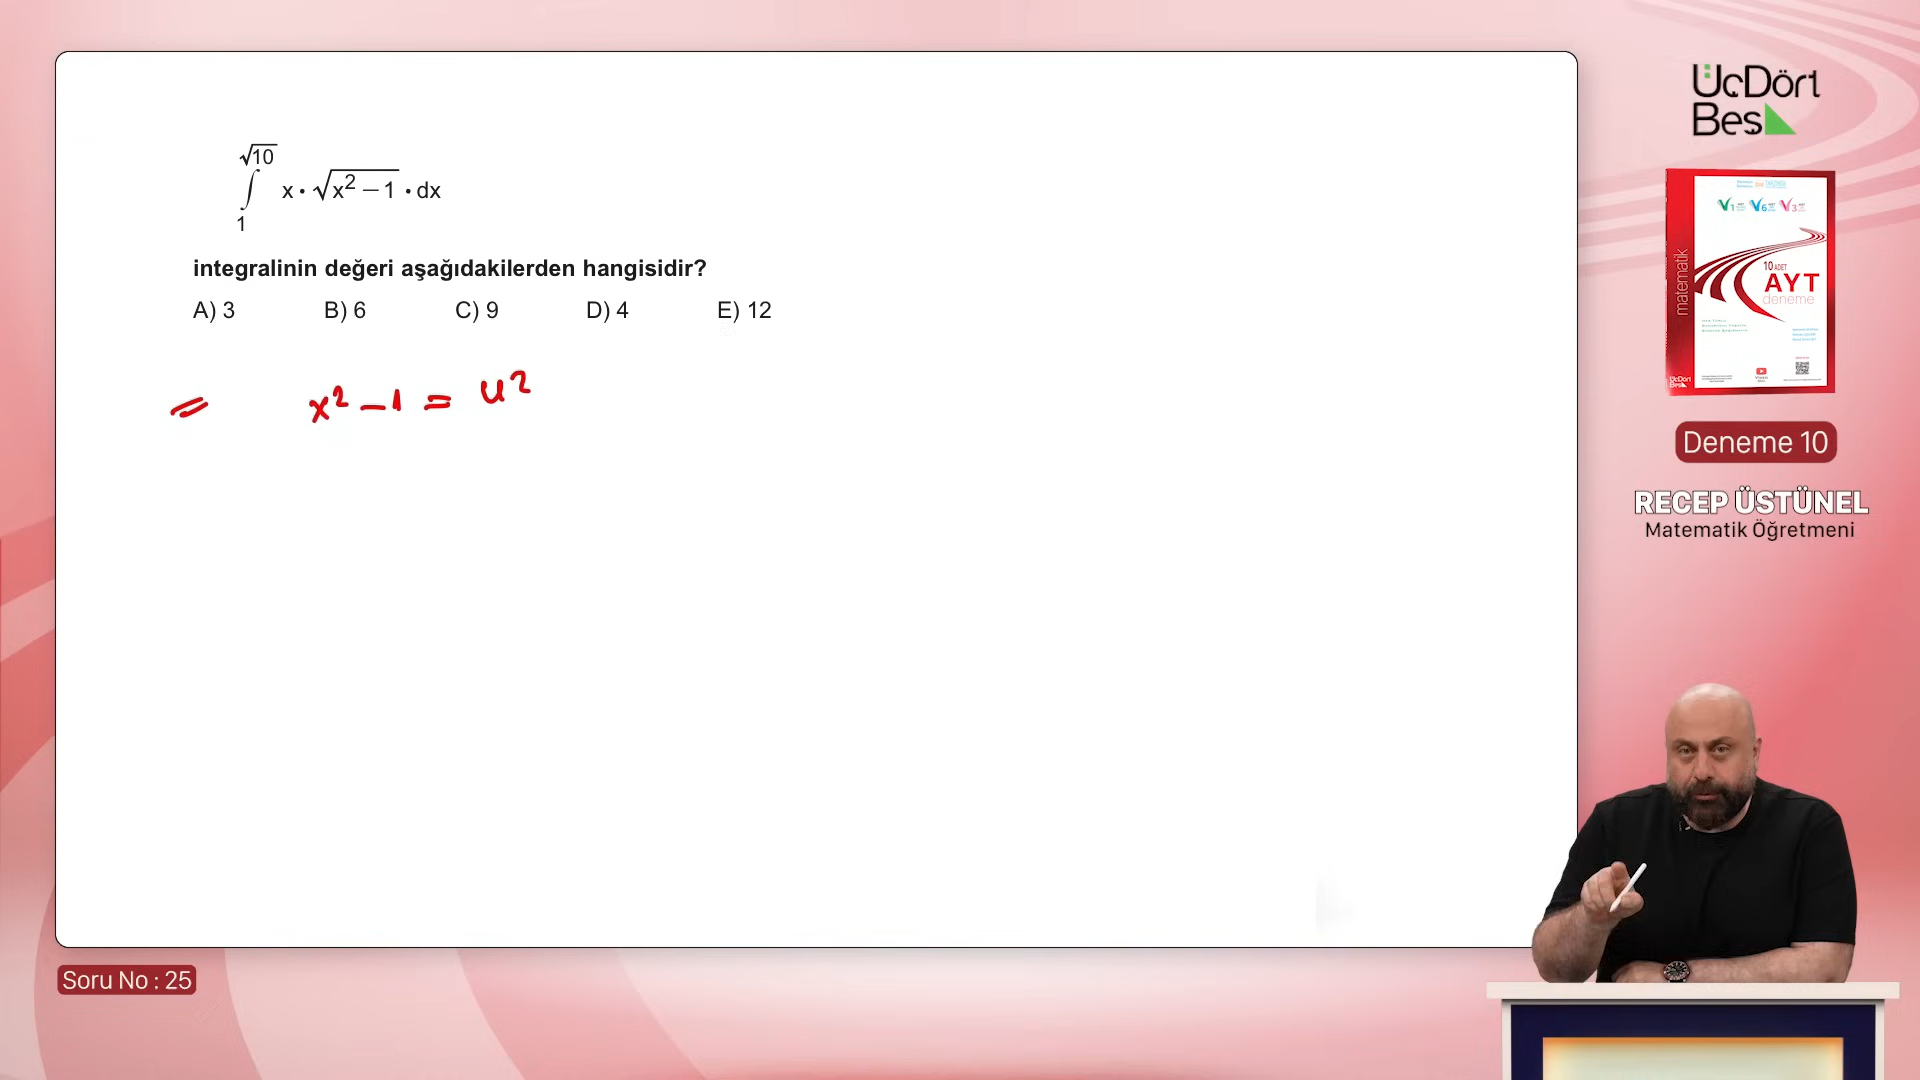 √10
∫ x • √x² – 1 • dx
1
integralinin değeri aşağıdakilerden hangisidir?
A) 3 B) 6 C) 9 D) 4 E) 12
= x² – 1 = u²
ÜçDört
Beş
matematik
10 ADET
AYT
deneme
Deneme 10
RECEP ÜSTÜNEL
Matematik Öğretmeni
Soru No : 25